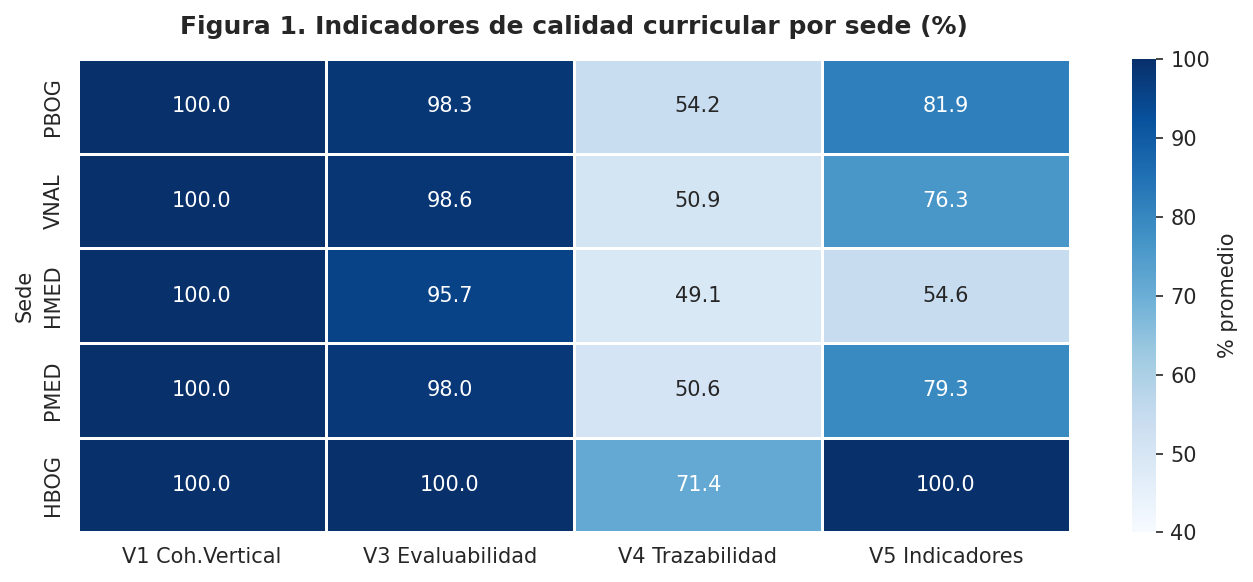 Figura 1. Indicadores de calidad curricular por sede (%)
Sede
PBOG 100.0 98.3 54.2 81.9
VNAL 100.0 98.6 50.9 76.3
HMED 100.0 95.7 49.1 54.6
PMED 100.0 98.0 50.6 79.3
HBOG 100.0 100.0 71.4 100.0
V1 Coh.Vertical V3 Evaluabilidad V4 Trazabilidad V5 Indicadores
100
90
80
70
60
50
40
% promedio